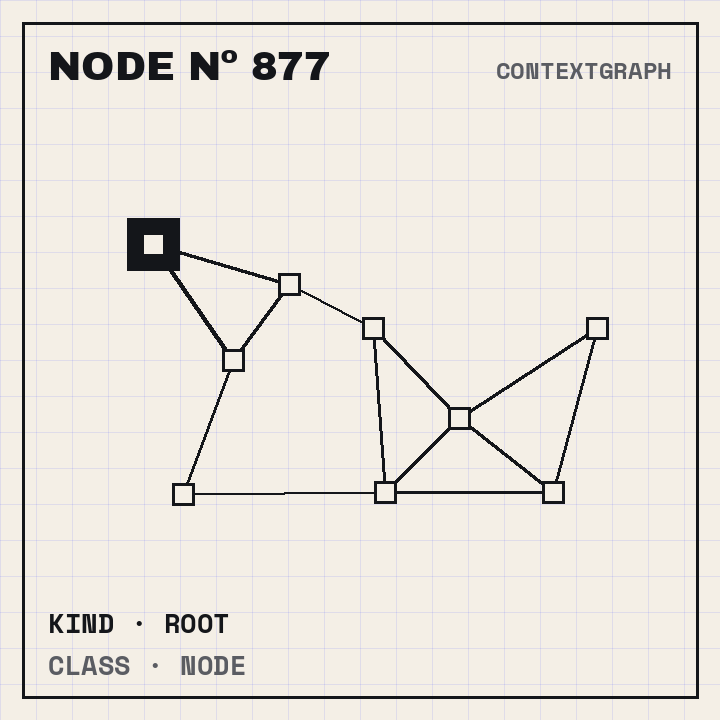 NODE Nº 877
CONTEXTGRAPH
KIND · ROOT
CLASS · NODE